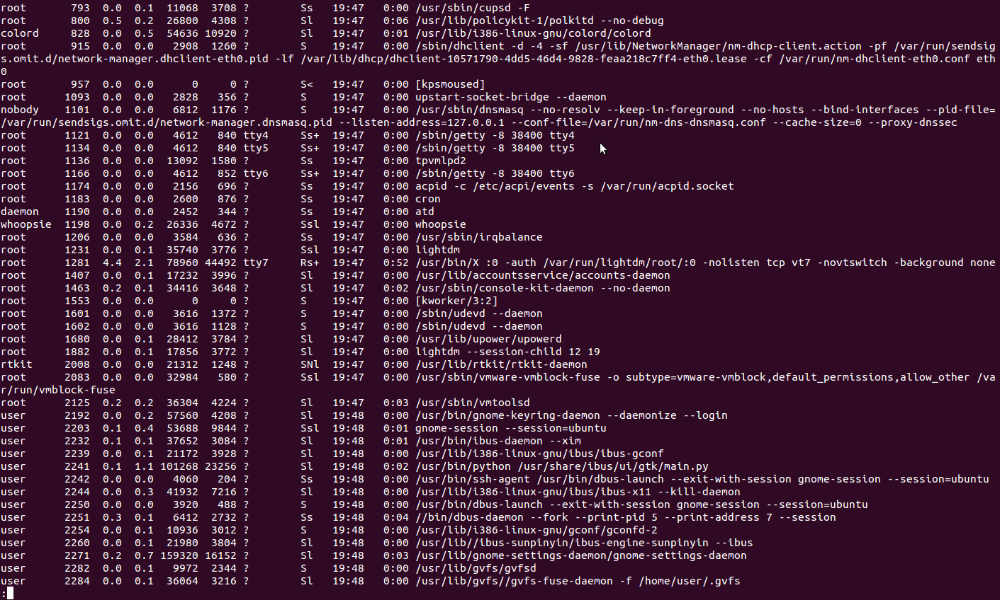 root       793  0.0  0.1  11068  3708 ?        Ss   19:47   0:00 /usr/sbin/cupsd -F
root       800  0.5  0.2  26800  4308 ?        Sl   19:47   0:06 /usr/lib/policykit-1/polkitd --no-debug
colord     828  0.0  0.5  54636 10920 ?        Sl   19:47   0:01 /usr/lib/i386-linux-gnu/colord/colord
root       915  0.0  0.0   2908  1260 ?        S    19:47   0:00 /sbin/dhclient -d -4 -sf /usr/lib/NetworkManager/nm-dhcp-client.action -pf /var/run/sendsig
s.omit.d/network-manager.dhclient-eth0.pid -lf /var/lib/dhcp/dhclient-10571790-4dd5-46d4-9828-feaa218c7ff4-eth0.lease -cf /var/run/nm-dhclient-eth0.conf eth
0
root       957  0.0  0.0      0     0 ?        S<   19:47   0:00 [kpsmoused]
root      1093  0.0  0.0   2828   356 ?        S    19:47   0:00 upstart-socket-bridge --daemon
nobody    1101  0.0  0.0   6812  1176 ?        S    19:47   0:00 /usr/sbin/dnsmasq --no-resolv --keep-in-foreground --no-hosts --bind-interfaces --pid-file=
/var/run/sendsigs.omit.d/network-manager.dnsmasq.pid --listen-address=127.0.0.1 --conf-file=/var/run/nm-dns-dnsmasq.conf --cache-size=0 --proxy-dnssec
root      1121  0.0  0.0   4612   840 tty4     Ss+  19:47   0:00 /sbin/getty -8 38400 tty4
root      1134  0.0  0.0   4612   840 tty5     Ss+  19:47   0:00 /sbin/getty -8 38400 tty5
root      1136  0.0  0.0  13092  1580 ?        Ss   19:47   0:00 tpvmlpd2
root      1166  0.0  0.0   4612   852 tty6     Ss+  19:47   0:00 /sbin/getty -8 38400 tty6
root      1174  0.0  0.0   2156   696 ?        Ss   19:47   0:00 acpid -c /etc/acpi/events -s /var/run/acpid.socket
root      1183  0.0  0.0   2600   876 ?        Ss   19:47   0:00 cron
daemon    1190  0.0  0.0   2452   344 ?        Ss   19:47   0:00 atd
whoopsie  1198  0.0  0.2  26336  4672 ?        Ssl  19:47   0:00 whoopsie
root      1206  0.0  0.0   3584   636 ?        Ss   19:47   0:00 /usr/sbin/irqbalance
root      1231  0.0  0.1  35740  3776 ?        Ssl  19:47   0:00 lightdm
root      1281  4.4  2.1  78960 44492 tty7     Rs+  19:47   0:52 /usr/bin/X :0 -auth /var/run/lightdm/root/:0 -nolisten tcp vt7 -novtswitch -background none
root      1407  0.0  0.1  17232  3996 ?        Sl   19:47   0:00 /usr/lib/accountsservice/accounts-daemon
root      1463  0.2  0.1  34416  3648 ?        Sl   19:47   0:02 /usr/sbin/console-kit-daemon --no-daemon
root      1553  0.0  0.0      0     0 ?        S    19:47   0:00 [kworker/3:2]
root      1601  0.0  0.0   3616  1372 ?        S    19:47   0:00 /sbin/udevd --daemon
root      1602  0.0  0.0   3616  1128 ?        S    19:47   0:00 /sbin/udevd --daemon
root      1680  0.0  0.1  28412  3784 ?        Sl   19:47   0:00 /usr/lib/upower/upowerd
root      1882  0.0  0.1  17856  3772 ?        Sl   19:47   0:00 lightdm --session-child 12 19
rtkit     2008  0.0  0.0  21312  1248 ?        SNl  19:47   0:00 /usr/lib/rtkit/rtkit-daemon
root      2083  0.0  0.0  32984   580 ?        Ssl  19:47   0:00 /usr/sbin/vmware-vmblock-fuse -o subtype=vmware-vmblock,default_permissions,allow_other /va
r/run/vmblock-fuse
root      2125  0.2  0.2  36304  4224 ?        Sl   19:47   0:03 /usr/sbin/vmtoolsd
user      2192  0.0  0.2  57560  4208 ?        Sl   19:48   0:00 /usr/bin/gnome-keyring-daemon --daemonize --login
user      2203  0.1  0.4  53688  9844 ?        Ssl  19:48   0:01 gnome-session --session=ubuntu
user      2232  0.1  0.1  37652  3084 ?        Sl   19:48   0:01 /usr/bin/ibus-daemon --xim
user      2239  0.0  0.1  21172  3928 ?        Sl   19:48   0:00 /usr/lib/i386-linux-gnu/ibus/ibus-gconf
user      2241  0.1  1.1 101268 23256 ?        Sl   19:48   0:02 /usr/bin/python /usr/share/ibus/ui/gtk/main.py
user      2242  0.0  0.0   4060   204 ?        Ss   19:48   0:00 /usr/bin/ssh-agent /usr/bin/dbus-launch --exit-with-session gnome-session --session=ubuntu
user      2244  0.0  0.3  41932  7216 ?        Sl   19:48   0:00 /usr/lib/i386-linux-gnu/ibus/ibus-x11 --kill-daemon
user      2250  0.0  0.0   3920   488 ?        S    19:48   0:00 /usr/bin/dbus-launch --exit-with-session gnome-session --session=ubuntu
user      2251  0.3  0.1   6412  2732 ?        Ss   19:48   0:04 //bin/dbus-daemon --fork --print-pid 5 --print-address 7 --session
user      2254  0.0  0.1  10936  3012 ?        S    19:48   0:00 /usr/lib/i386-linux-gnu/gconf/gconfd-2
user      2260  0.0  0.1  21980  3804 ?        Sl   19:48   0:00 /usr/lib//ibus-sunpinyin/ibus-engine-sunpinyin --ibus
user      2271  0.2  0.7 159320 16152 ?        Sl   19:48   0:03 /usr/lib/gnome-settings-daemon/gnome-settings-daemon
user      2282  0.0  0.1   9972  2344 ?        S    19:48   0:00 /usr/lib/gvfs/gvfsd
user      2284  0.0  0.1  36064  3216 ?        Sl   19:48   0:00 /usr/lib/gvfs//gvfs-fuse-daemon -f /home/user/.gvfs
: